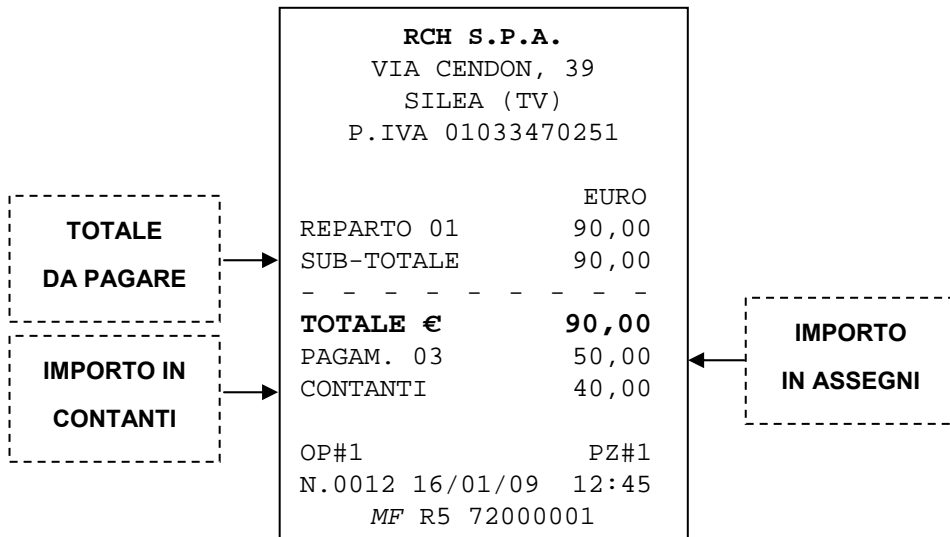 RCH S.P.A.
VIA CENDON, 39
SILEA (TV)
P.IVA 01033470251
EURO
REPARTO 01 90,00
SUB-TOTALE 90,00
- - - - - - - - - -
TOTALE € 90,00
PAGAM. 03 50,00
CONTANTI 40,00
OP#1 PZ#1
N.0012 16/01/09 12:45
MF R5 72000001
TOTALE
DA PAGARE
IMPORTO IN
CONTANTI
IMPORTO
IN ASSEGNI